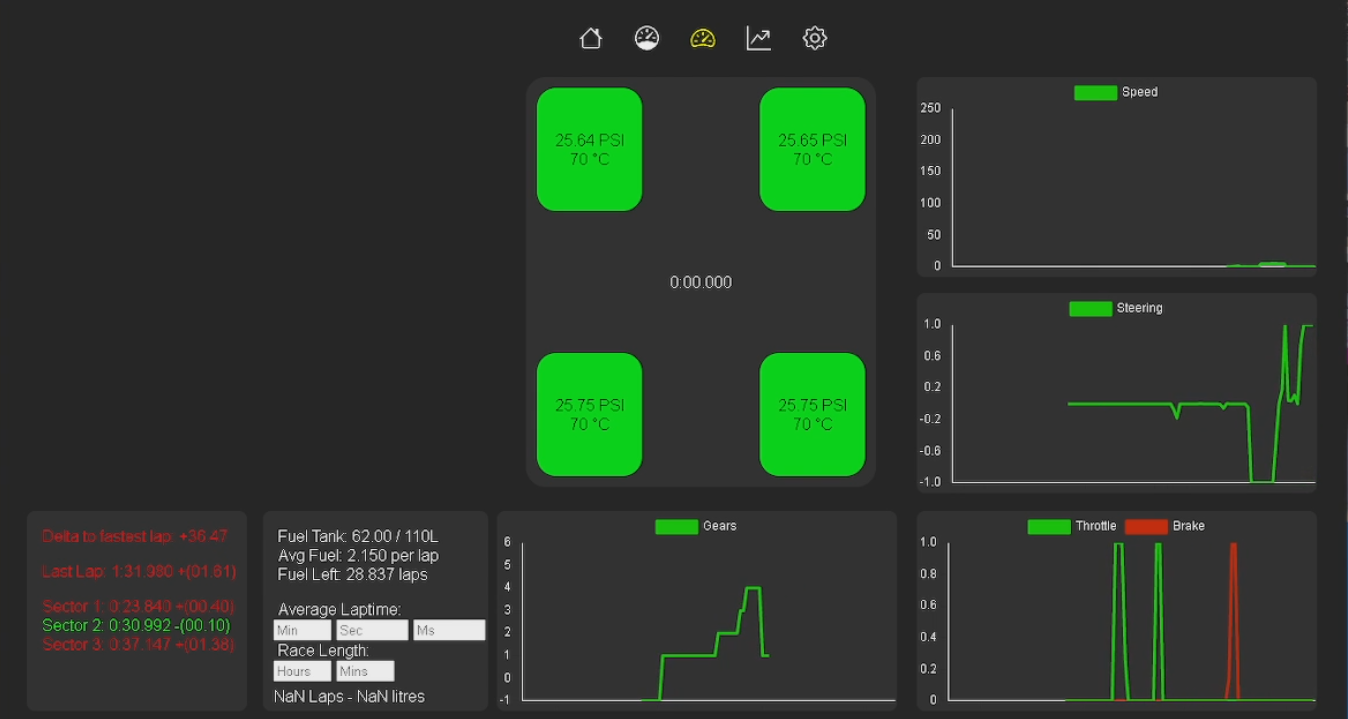 25.64 PSI
70 °C
25.65 PSI
70 °C
0:00.000
25.75 PSI
70 °C
25.75 PSI
70 °C
Speed
250
200
150
100
50
0
Steering
1.0
0.6
0.2
-0.2
-0.6
-1.0
Delta to fastest lap: +36.47
Last Lap: 1:31.980 +(01.61)
Sector 1: 0:23.840 +(00.40)
Sector 2: 0:30.992 -(00.10)
Sector 3: 0:37.147 +(01.38)
Fuel Tank: 62.00 / 110L
Avg Fuel: 2.150 per lap
Fuel Left: 28.837 laps
Average Laptime:
Min Sec Ms
Race Length:
Hours Mins
NaN Laps - NaN litres
Gears
6
5
4
3
2
1
0
-1
Throttle Brake
1.0
0.8
0.6
0.4
0.2
0